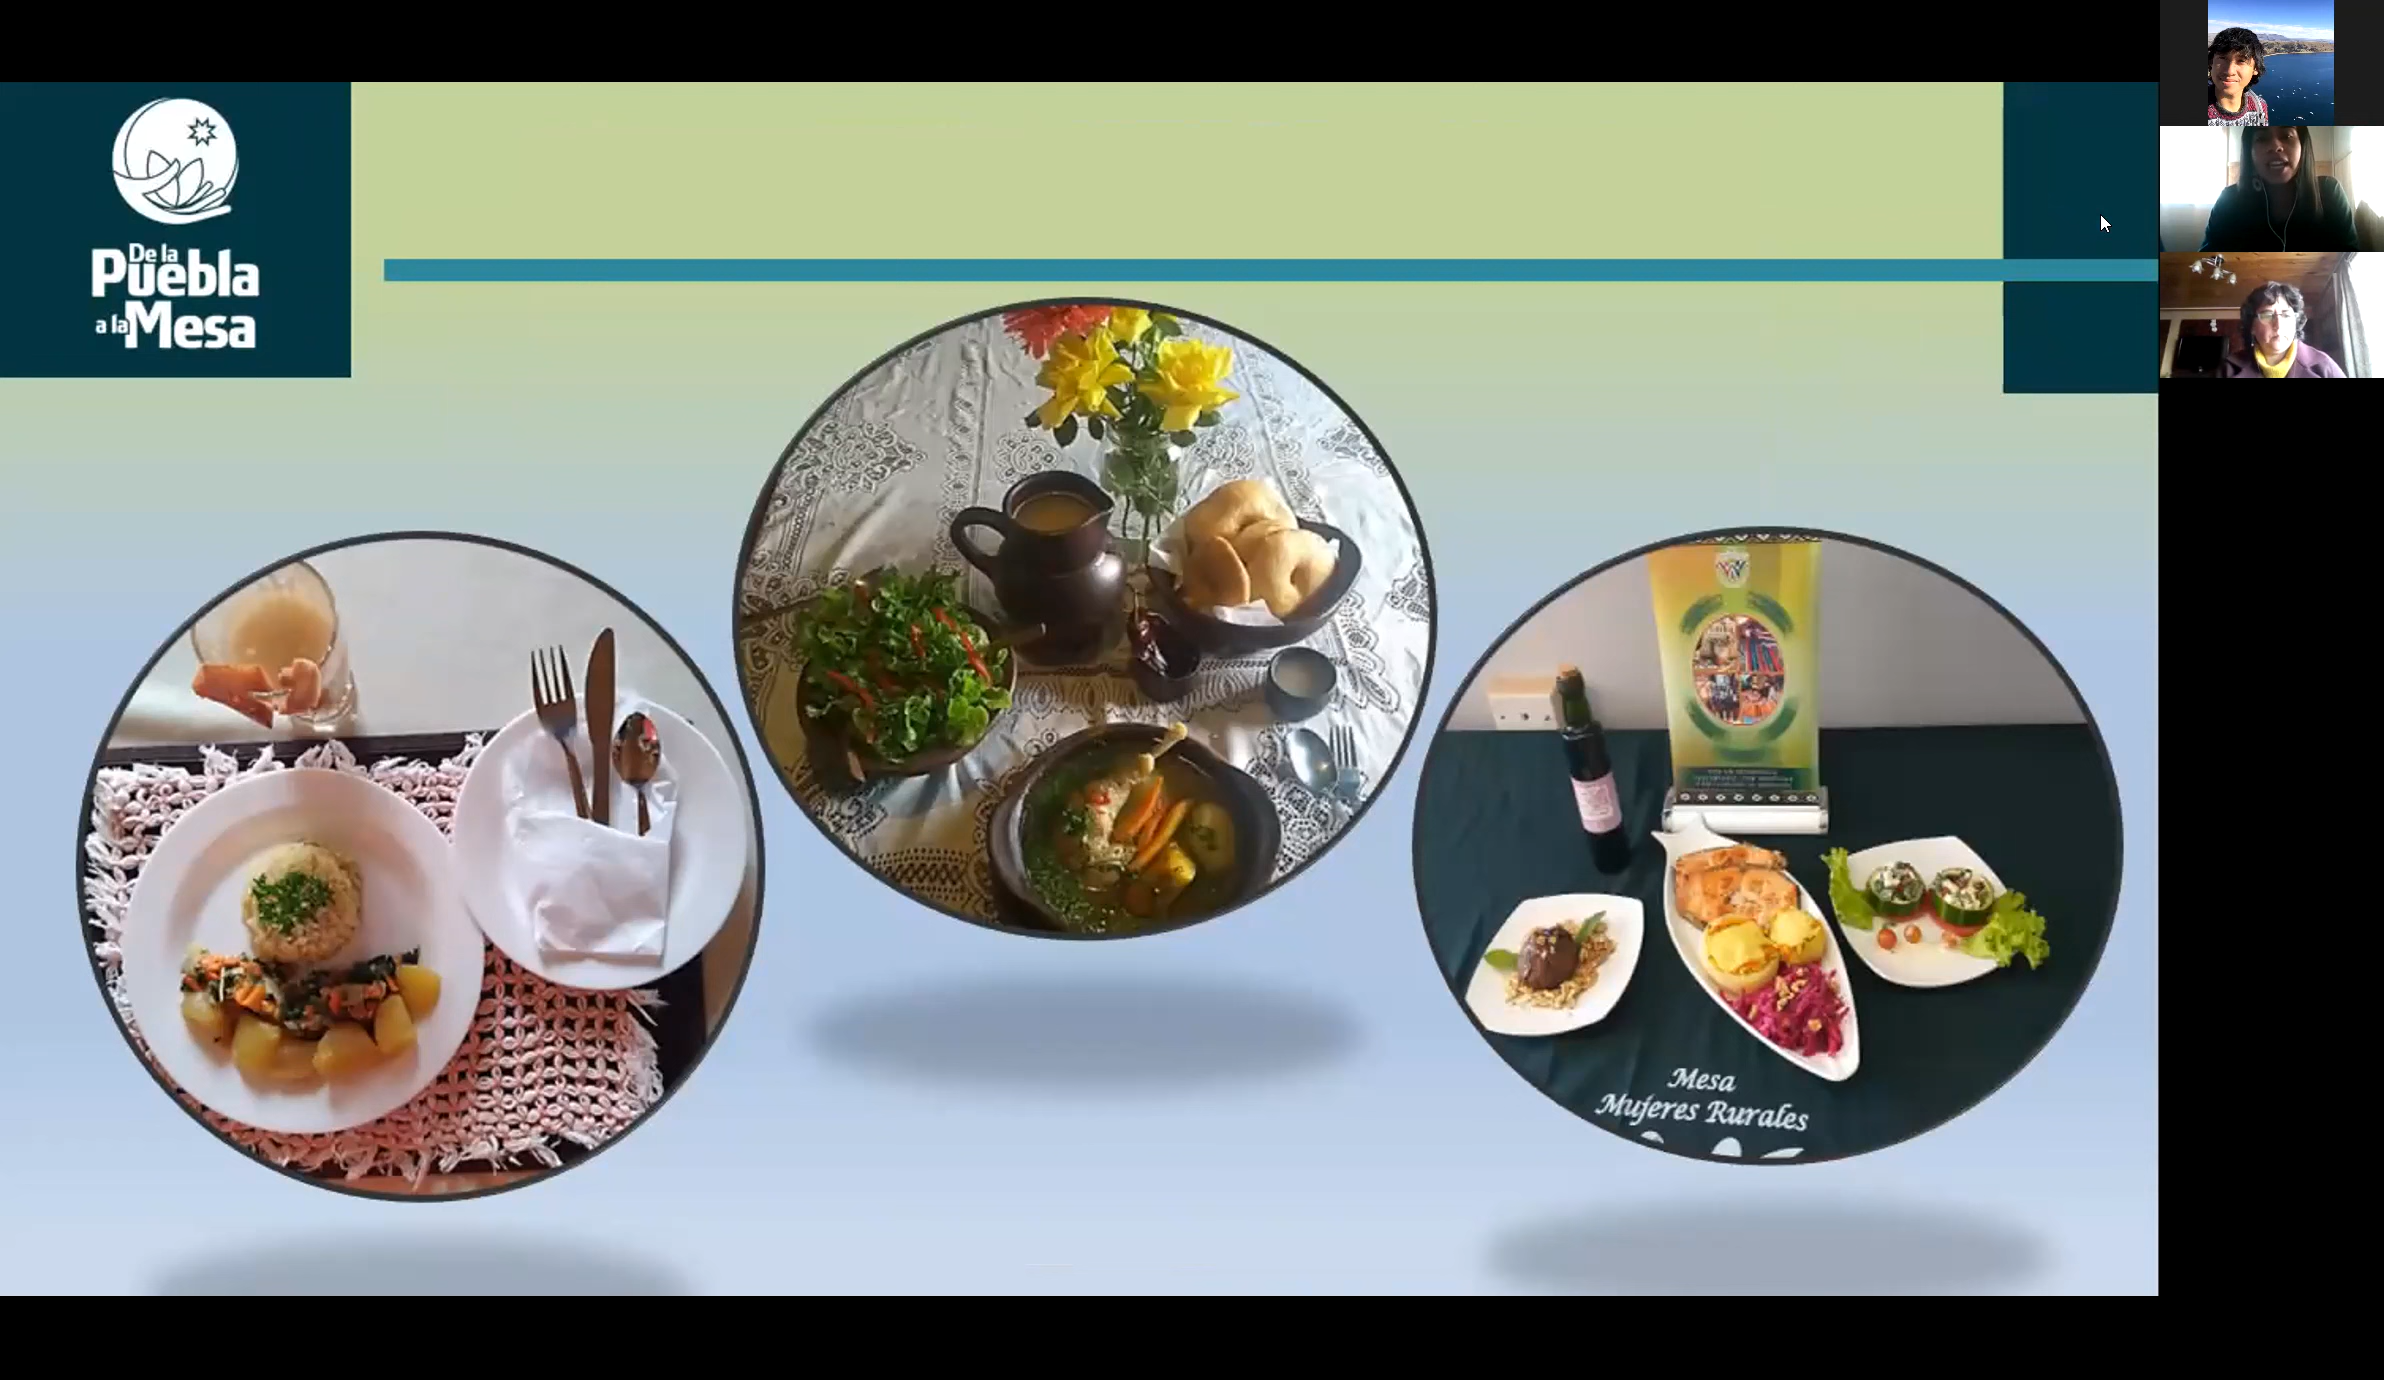 De la
Puebla
a la Mesa
Mesa
Mujeres Rurales